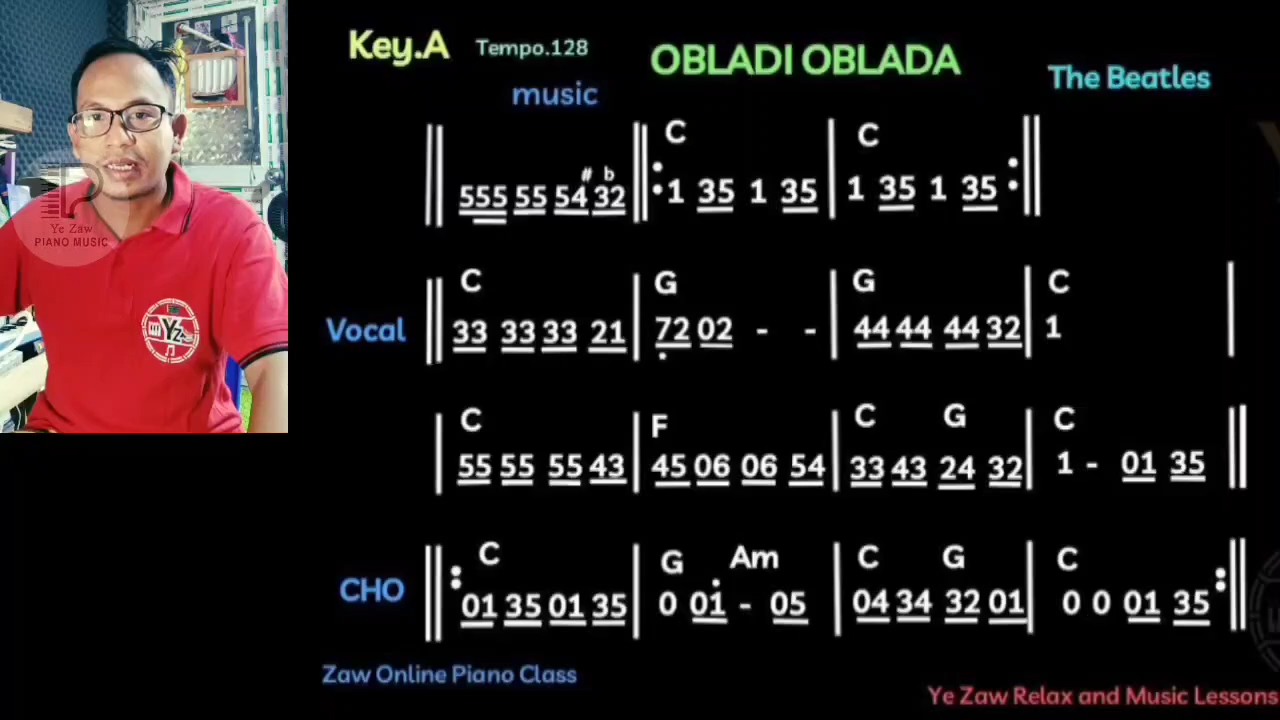 Key.A Tempo.128 OBLADI OBLADA The Beatles
music
C C
# b
555 55 54 32 1 35 1 35 1 35 1 35
Ye Zaw
PIANO MUSIC
YZ
C G G C
Vocal 33 33 33 21 72 02 - - 44 44 44 32 1
C F C G C
55 55 55 43 45 06 06 54 33 43 24 32 1 - 01 35
C G Am C G C
CHO 01 35 01 35 0 01 - 05 04 34 32 01 0 0 01 35
Zaw Online Piano Class
Ye Zaw Relax and Music Lessons